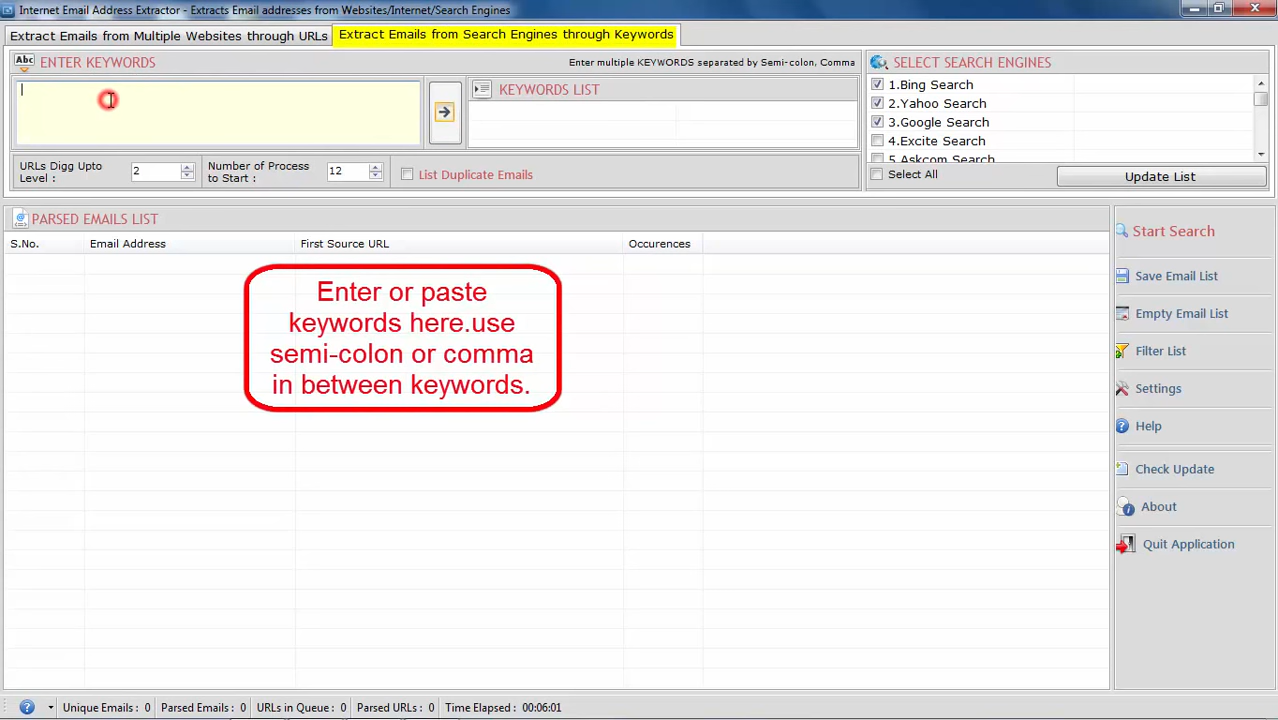 Internet Email Address Extractor - Extracts Email addresses from Websites/Internet/Search Engines
Extract Emails from Multiple Websites through URLs
Extract Emails from Search Engines through Keywords
Abc
ENTER KEYWORDS
Enter multiple KEYWORDS separated by Semi-colon, Comma
KEYWORDS LIST
SELECT SEARCH ENGINES
1.Bing Search
2.Yahoo Search
3.Google Search
4.Excite Search
5.Askcom Search
URLs Digg Upto
Level :
2
Number of Process
to Start :
12
List Duplicate Emails
Select All
Update List
PARSED EMAILS LIST
S.No.
Email Address
First Source URL
Occurences
Enter or paste
keywords here.use
semi-colon or comma
in between keywords.
Start Search
Save Email List
Empty Email List
Filter List
Settings
Help
Check Update
About
Quit Application
Unique Emails : 0
Parsed Emails : 0
URLs in Queue : 0
Parsed URLs : 0
Time Elapsed : 00:06:01